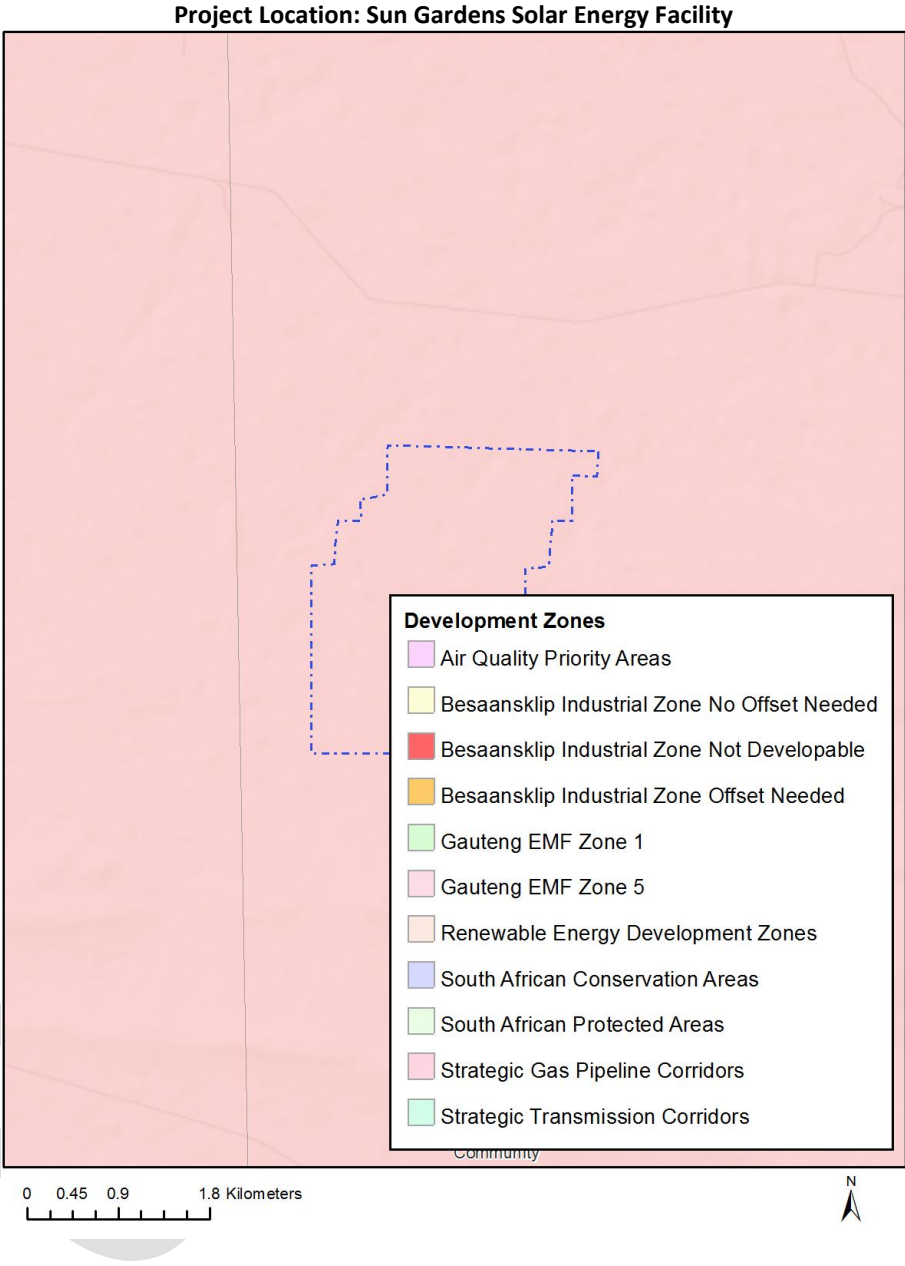 Project Location: Sun Gardens Solar Energy Facility
Development Zones
Air Quality Priority Areas
Besaansklip Industrial Zone No Offset Needed
Besaansklip Industrial Zone Not Developable
Besaansklip Industrial Zone Offset Needed
Gauteng EMF Zone 1
Gauteng EMF Zone 5
Renewable Energy Development Zones
South African Conservation Areas
South African Protected Areas
Strategic Gas Pipeline Corridors
Strategic Transmission Corridors
Community
0 0.45 0.9 1.8 Kilometers
N